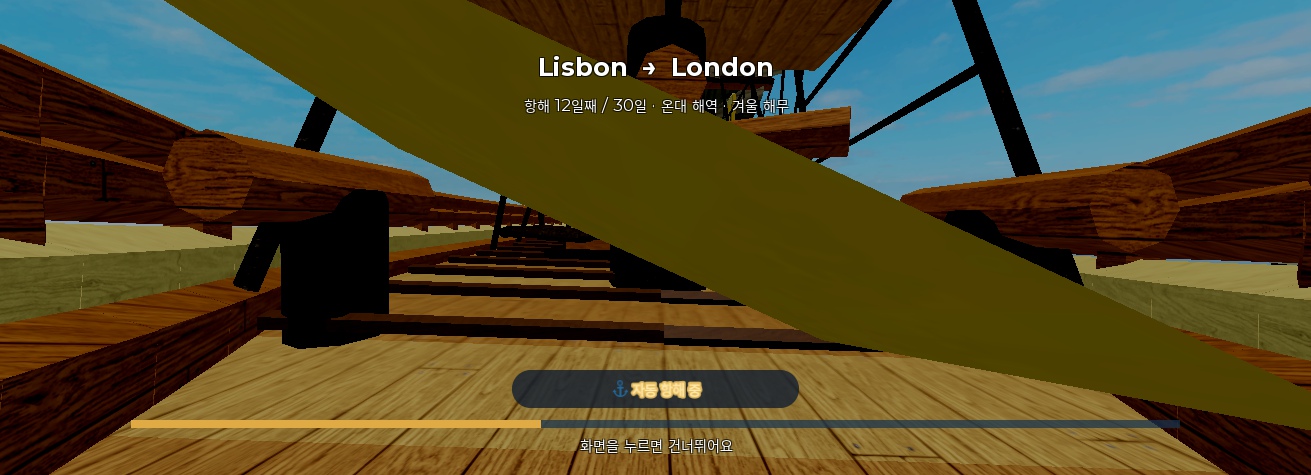 Lisbon → London
항해 12일째 / 30일 · 온대 해역 · 겨울 해무
⚓ 자동 항해 중
화면을 누르면 건너뛰어요